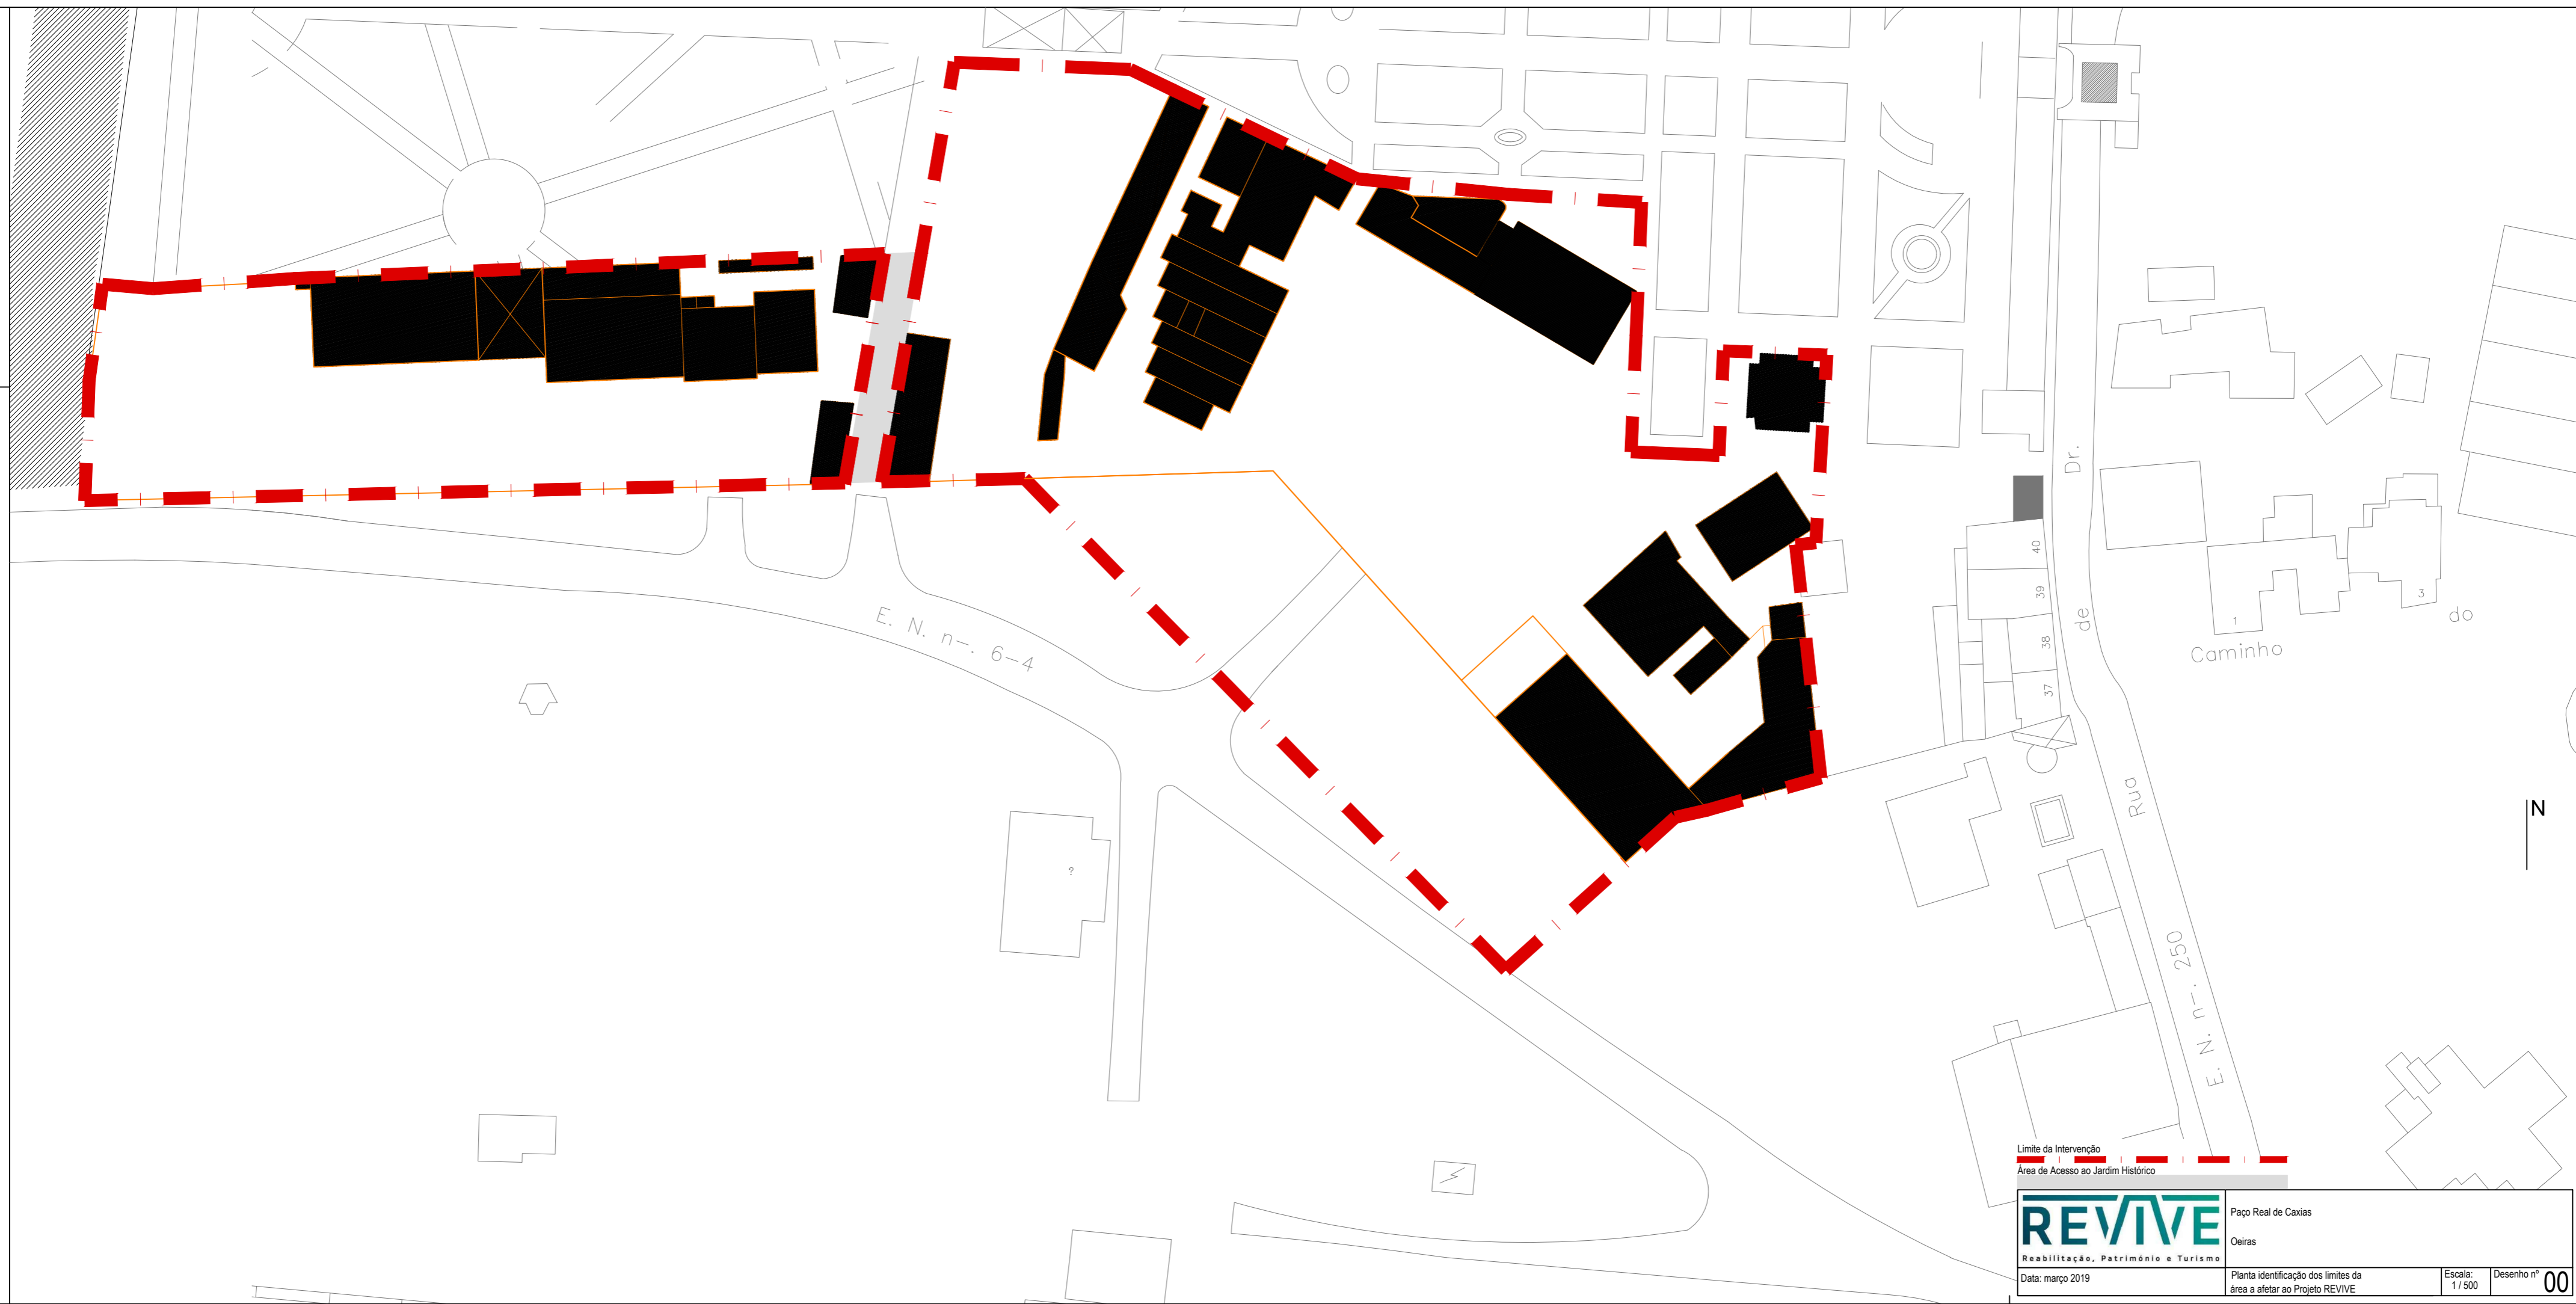 E. N. n–. 6–4
Dr.
de
Rua
E. N. n–. 250
40
39
38
37
1
3
Caminho
do
?
N
Limite da Intervenção
Área de Acesso ao Jardim Histórico
REVIVE
Reabilitação, Património e Turismo
Paço Real de Caxias
Oeiras
Data: março 2019
Planta identificação dos limites da
área a afetar ao Projeto REVIVE
Escala:
1 / 500
Desenho nº 00